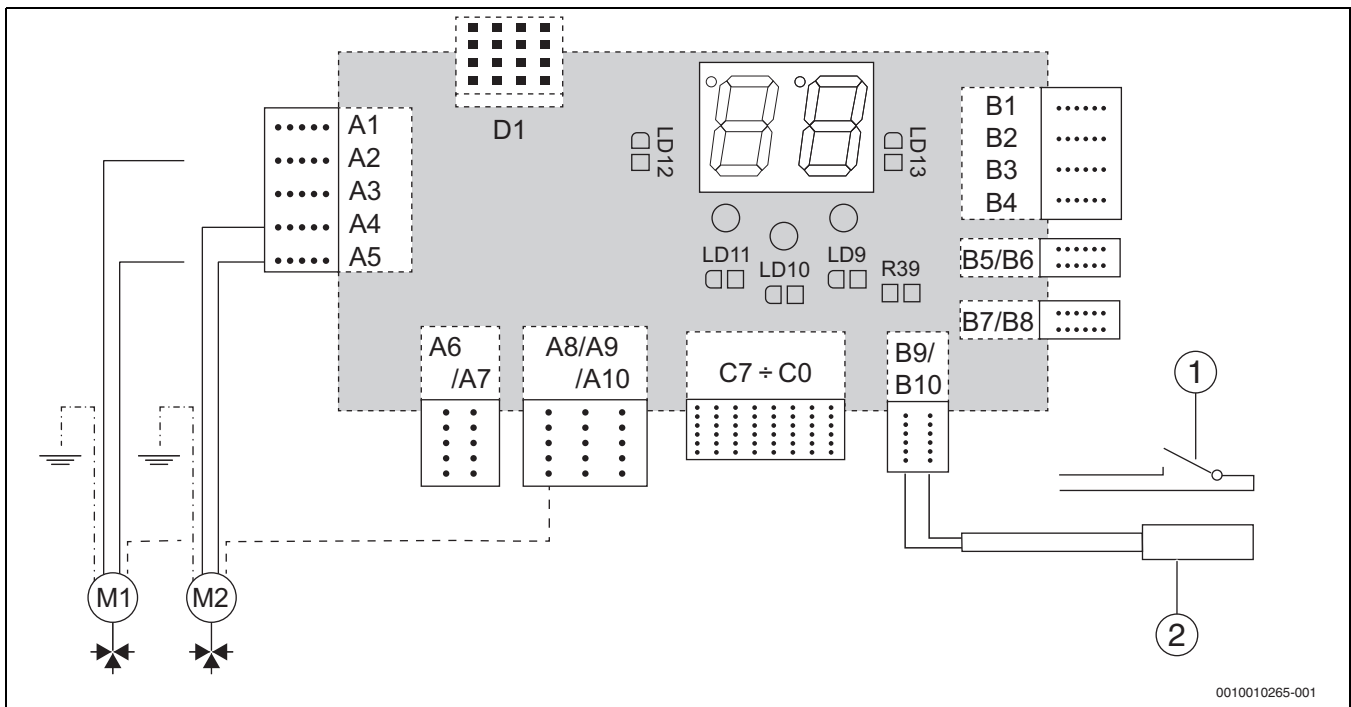 D1
A1
A2
A3
A4
A5
LD12
LD13
B1
B2
B3
B4
B5/B6
B7/B8
LD11
LD10
LD9
R39
A6
/A7
A8/A9
/A10
C7 ÷ C0
B9/
B10
1
2
M1
M2
0010010265-001